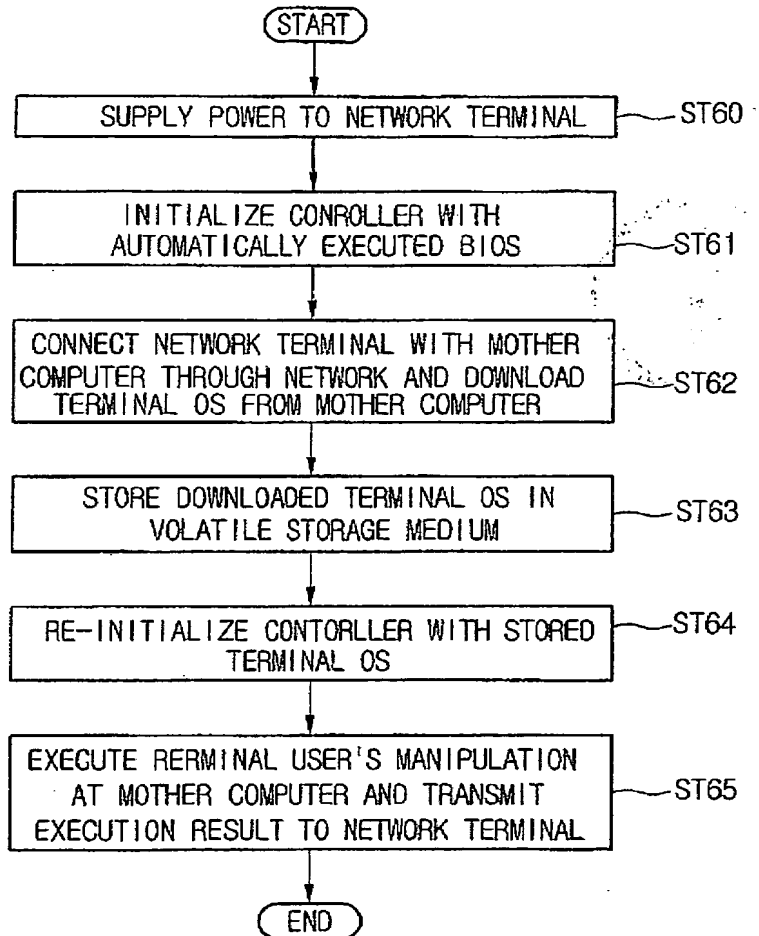 START
SUPPLY POWER TO NETWORK TERMINAL
ST60
INITIALIZE CONROLLER WITH
AUTOMATICALLY EXECUTED BIOS
ST61
CONNECT NETWORK TERMINAL WITH MOTHER
COMPUTER THROUGH NETWORK AND DOWNLOAD
TERMINAL OS FROM MOTHER COMPUTER
ST62
STORE DOWNLOADED TERMINAL OS IN
VOLATILE STORAGE MEDIUM
ST63
RE-INITIALIZE CONTORLLER WITH STORED
TERMINAL OS
ST64
EXECUTE RERMINAL USER'S MANIPULATION
AT MOTHER COMPUTER AND TRANSMIT
EXECUTION RESULT TO NETWORK TERMINAL
ST65
END